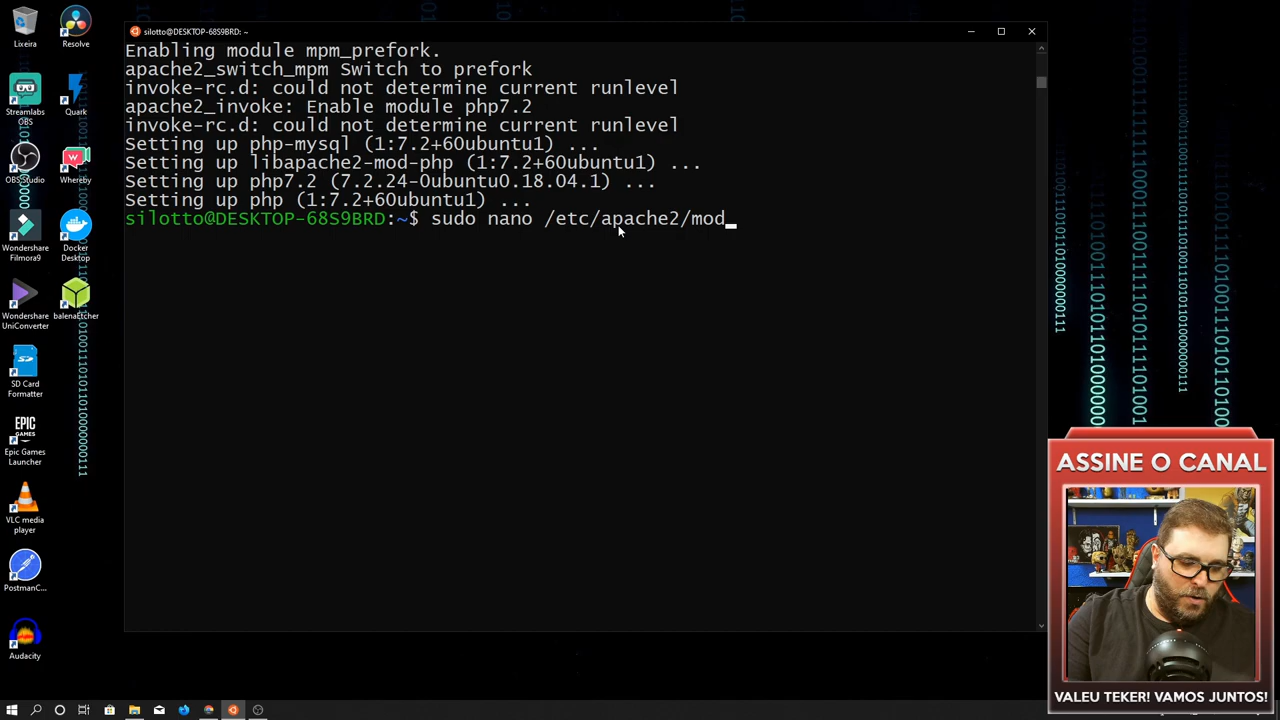 silotto@DESKTOP-68S9BRD: ~
Enabling module mpm_prefork.
apache2_switch_mpm Switch to prefork
invoke-rc.d: could not determine current runlevel
apache2_invoke: Enable module php7.2
invoke-rc.d: could not determine current runlevel
Setting up php-mysql (1:7.2+60ubuntu1) ...
Setting up libapache2-mod-php (1:7.2+60ubuntu1) ...
Setting up php7.2 (7.2.24-0ubuntu0.18.04.1) ...
Setting up php (1:7.2+60ubuntu1) ...
silotto@DESKTOP-68S9BRD:~$ sudo nano /etc/apache2/mod
Lixeira
Resolve
Streamlabs
OBS
Quark
OBS Studio
Whereby
Wondershare
Filmora9
Docker
Desktop
Wondershare
UniConverter
balenaEtcher
SD Card
Formatter
EPIC
GAMES
Epic Games
Launcher
VLC media
player
PostmanC...
Audacity
ASSINE O CANAL
VALEU TEKER! VAMOS JUNTOS!